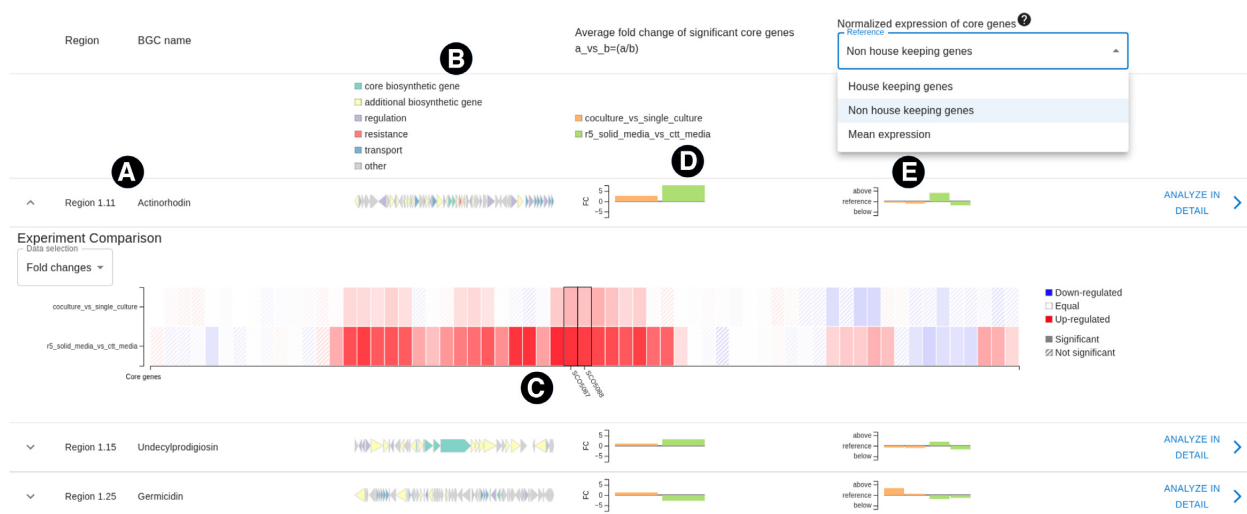 Region
BGC name
B
Average fold change of significant core genes
a_vs_b=(a/b)
Normalized expression of core genes ?
Reference
Non house keeping genes
House keeping genes
Non house keeping genes
Mean expression
core biosynthetic gene
additional biosynthetic gene
regulation
resistance
transport
other
coculture_vs_single_culture
r5_solid_media_vs_ctt_media
A
D
E
Region 1.11
Actinorhodin
FC
5
0
−5
above
reference
below
ANALYZE IN
DETAIL
Experiment Comparison
Data selection
Fold changes
coculture_vs_single_culture
r5_solid_media_vs_ctt_media
Core genes
C
SCO5087
SCO5088
Down-regulated
Equal
Up-regulated
Significant
Not significant
Region 1.15
Undecylprodigiosin
FC
5
0
−5
above
reference
below
ANALYZE IN
DETAIL
Region 1.25
Germicidin
FC
5
0
−5
above
reference
below
ANALYZE IN
DETAIL